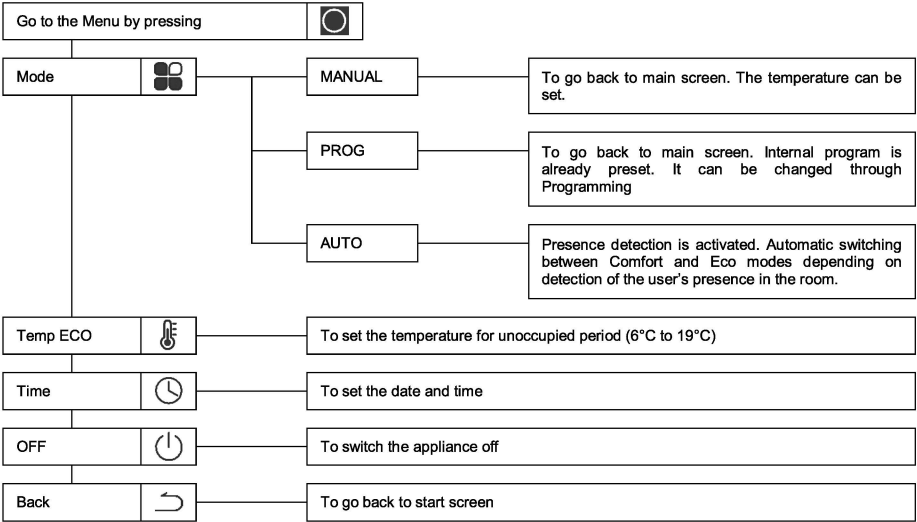 Go to the Menu by pressing
Mode
MANUAL
To go back to main screen. The temperature can be
set.
PROG
To go back to main screen. Internal program is
already preset. It can be changed through
Programming
AUTO
Presence detection is activated. Automatic switching
between Comfort and Eco modes depending on
detection of the user's presence in the room.
Temp ECO
To set the temperature for unoccupied period (6°C to 19°C)
Time
To set the date and time
OFF
To switch the appliance off
Back
To go back to start screen